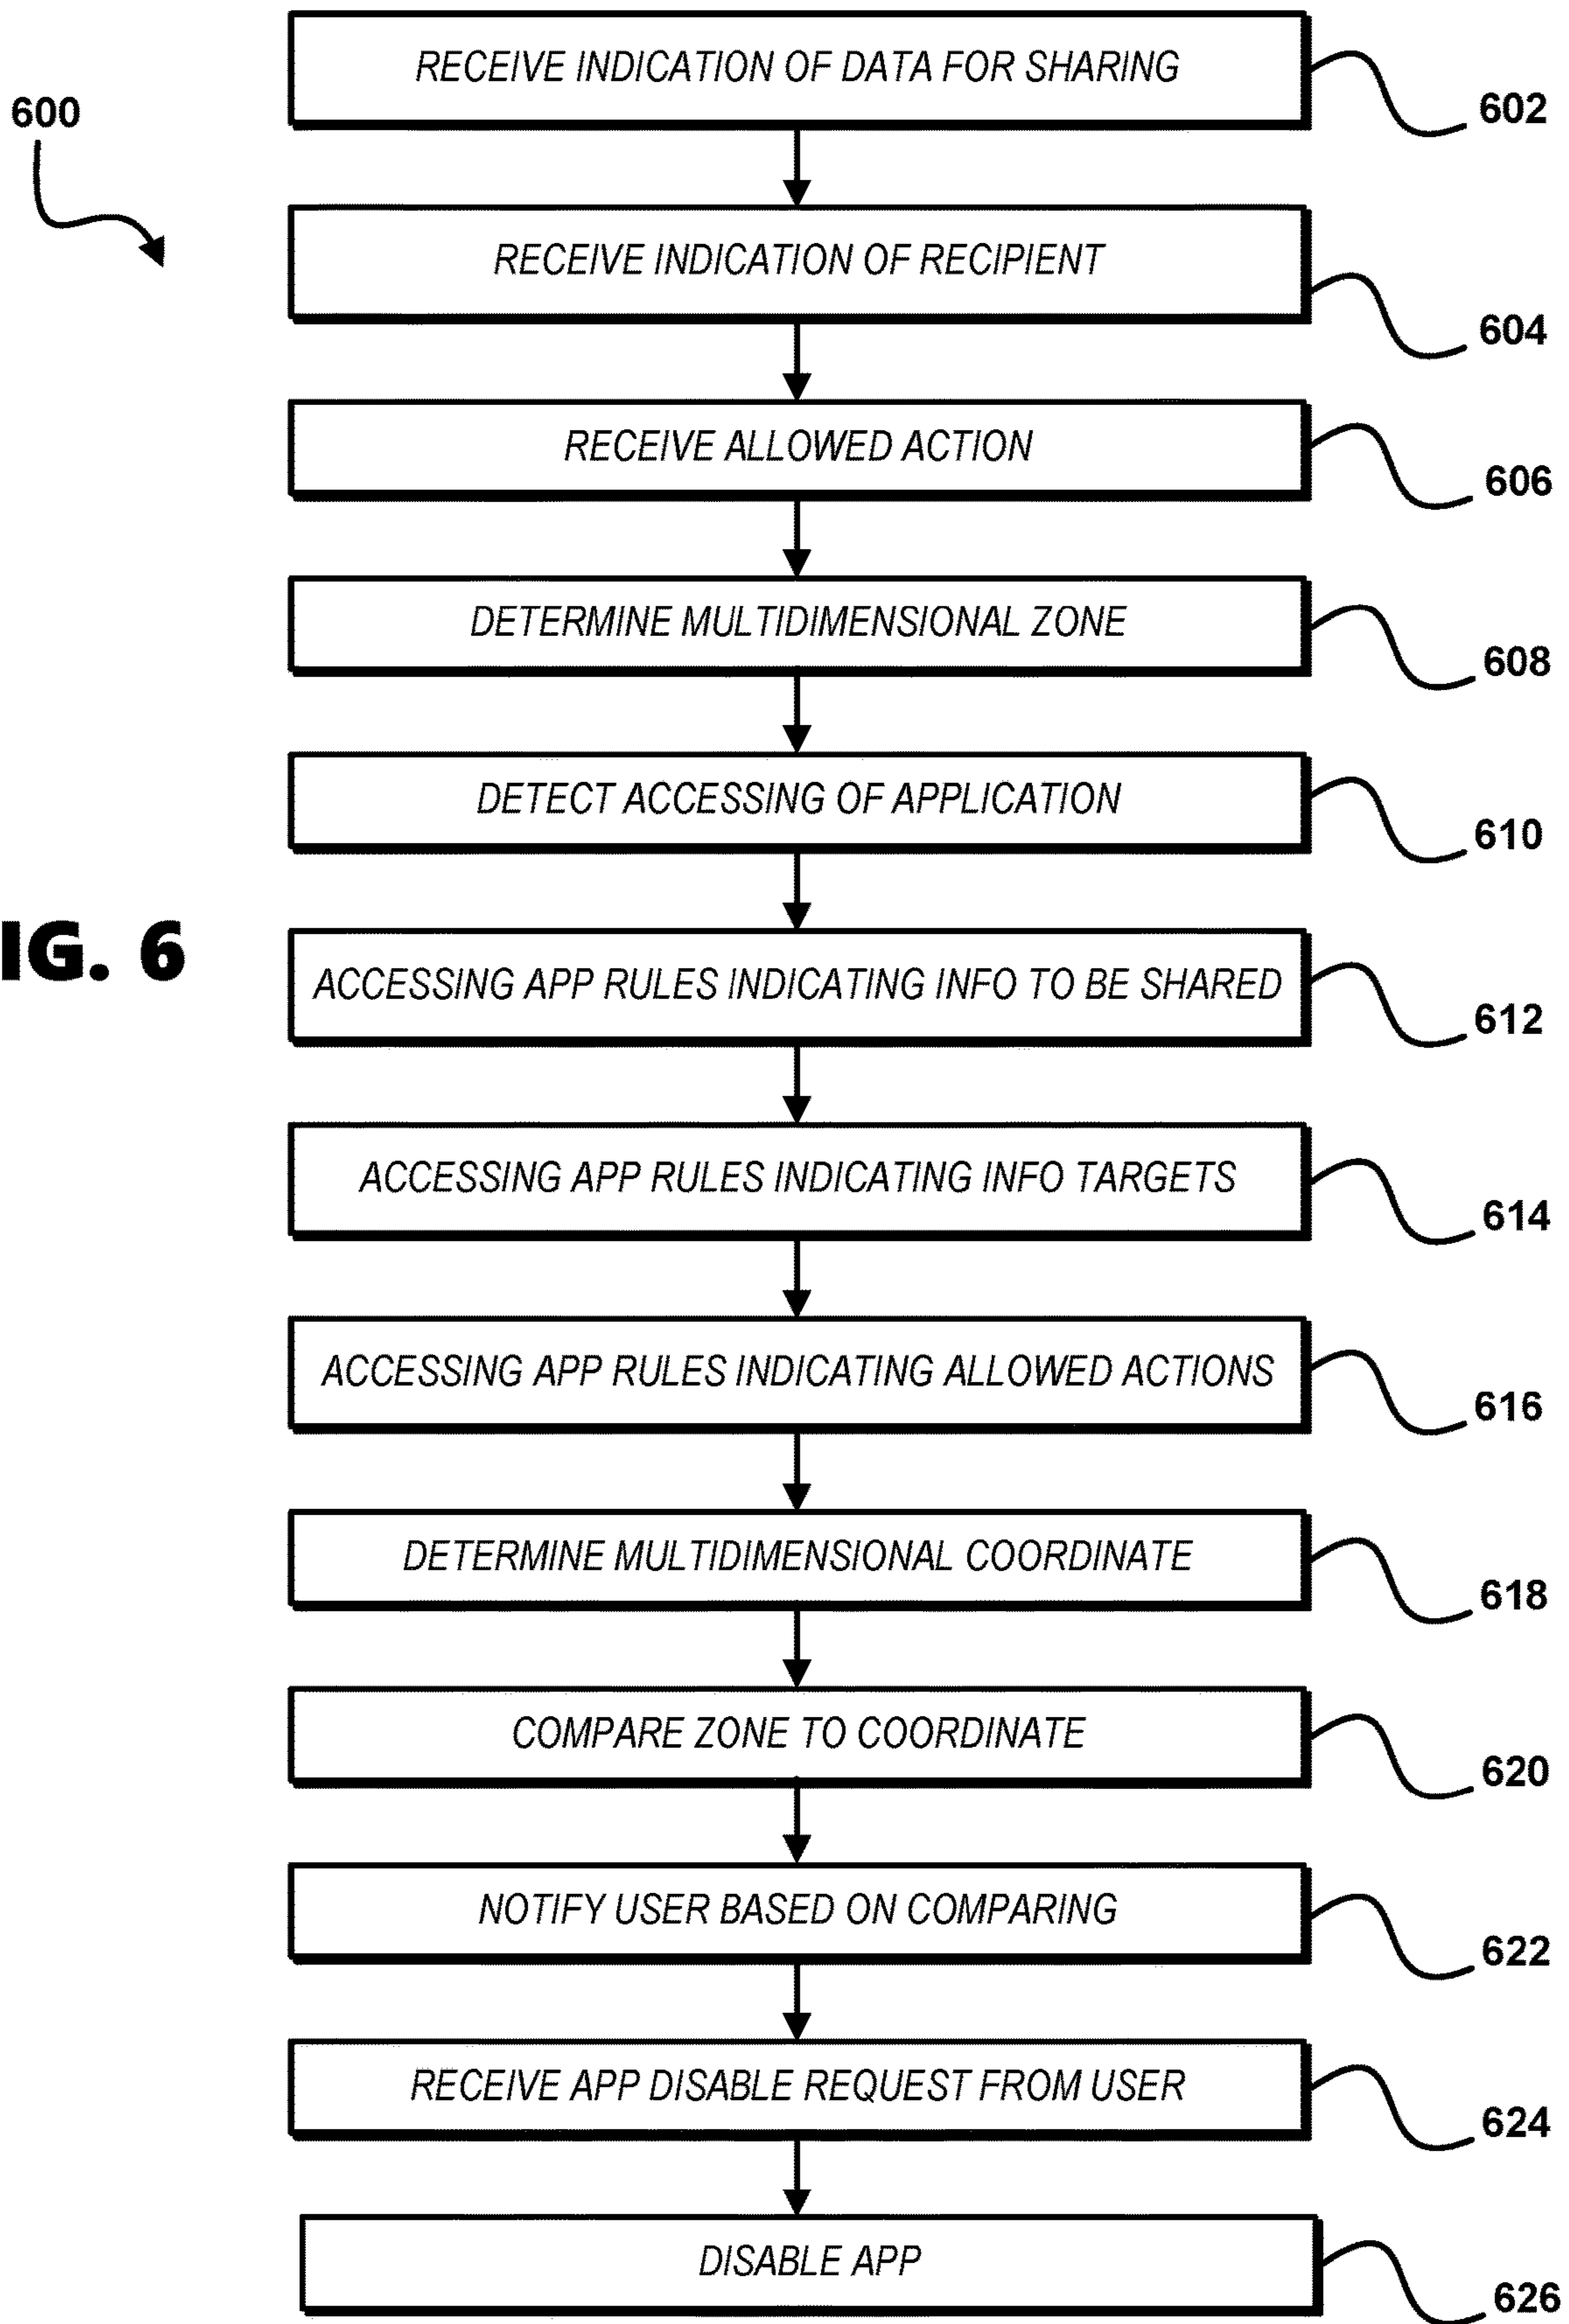 RECEIVE INDICATION OF DATA FOR SHARING
602
600
RECEIVE INDICATION OF RECIPIENT
604
RECEIVE ALLOWED ACTION
606
DETERMINE MULTIDIMENSIONAL ZONE
608
DETECT ACCESSING OF APPLICATION
610
IG. 6
ACCESSING APP RULES INDICATING INFO TO BE SHARED
612
ACCESSING APP RULES INDICATING INFO TARGETS
614
ACCESSING APP RULES INDICATING ALLOWED ACTIONS
616
DETERMINE MULTIDIMENSIONAL COORDINATE
618
COMPARE ZONE TO COORDINATE
620
NOTIFY USER BASED ON COMPARING
622
RECEIVE APP DISABLE REQUEST FROM USER
624
DISABLE APP
626